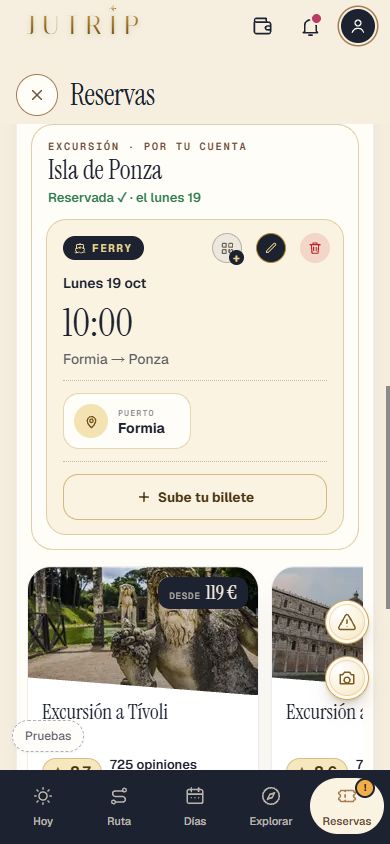 JUTRIP
Reservas
EXCURSIÓN · POR TU CUENTA
Isla de Ponza
Reservada ✓ · el lunes 19
FERRY
Lunes 19 oct
10:00
Formia → Ponza
PUERTO
Formia
+ Sube tu billete
DESDE 119 €
Excursión a Tívoli
Excursión a
Pruebas
725 opiniones
Hoy
Ruta
Días
Explorar
!
Reservas